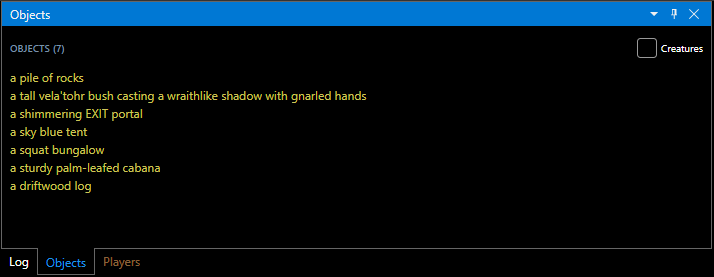 Objects
OBJECTS (7)
Creatures
a pile of rocks
a tall vela'tohr bush casting a wraithlike shadow with gnarled hands
a shimmering EXIT portal
a sky blue tent
a squat bungalow
a sturdy palm-leafed cabana
a driftwood log
Log
Objects
Players